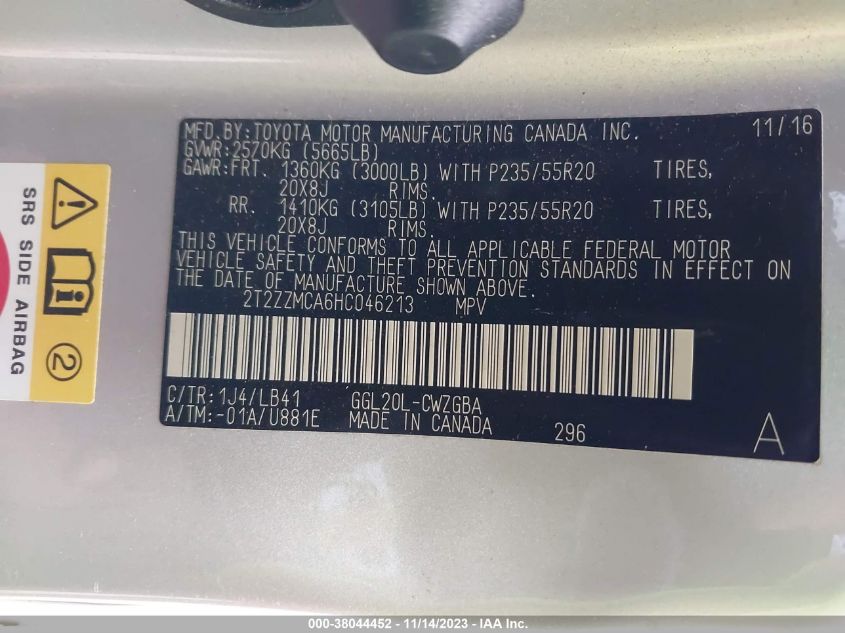 MFD. BY: TOYOTA MOTOR MANUFACTURING CANADA INC. 11/16
GVWR: 2570KG (5665LB)
GAWR: FRT. 1360KG (3000LB) WITH P235/55R20 TIRES,
20X8J RIMS.
RR. 1410KG (3105LB) WITH P235/55R20 TIRES,
20X8J RIMS.
THIS VEHICLE CONFORMS TO ALL APPLICABLE FEDERAL MOTOR
VEHICLE SAFETY AND THEFT PREVENTION STANDARDS IN EFFECT ON
THE DATE OF MANUFACTURE SHOWN ABOVE.
2T2ZZMCA6HC046213 MPV
C/TR: 1J4/LB41 GGL20L-CWZGBA
A/TM: -01A/U881E MADE IN CANADA 296 A
SRS SIDE AIRBAG
2
000-38044452 - 11/14/2023 - IAA Inc.